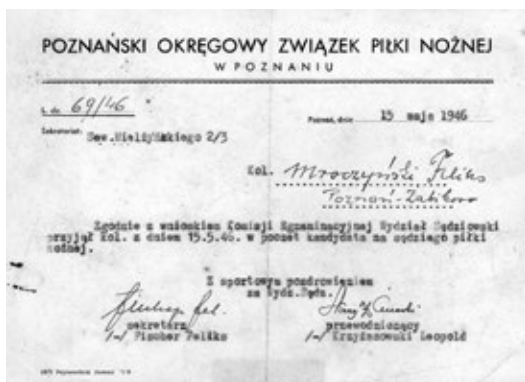 POZNAŃSKI OKRĘGOWY ZWIĄZEK PIŁKI NOŻNEJ
W POZNANIU
L. dz. 69/46
Poznań, dnia 15 maja 1946
Sekretariat: Sew.Mielżyńskiego 2/3
Kol. Mroczyński Feliks
Poznań-Żabikowo
Zgodnie z wnioskiem Komisji Egzaminacyjnej Wydział Sędziowski
przyjął kol. z dniem 15.5.46. w poczet kandydata na sędziego piłki
nożnej.
Z sportowym pozdrowieniem
za Wydz.Sędz.
sekretarz przewodniczący
/-/ Fischer Feliks /-/ Krzyżanowski Leopold